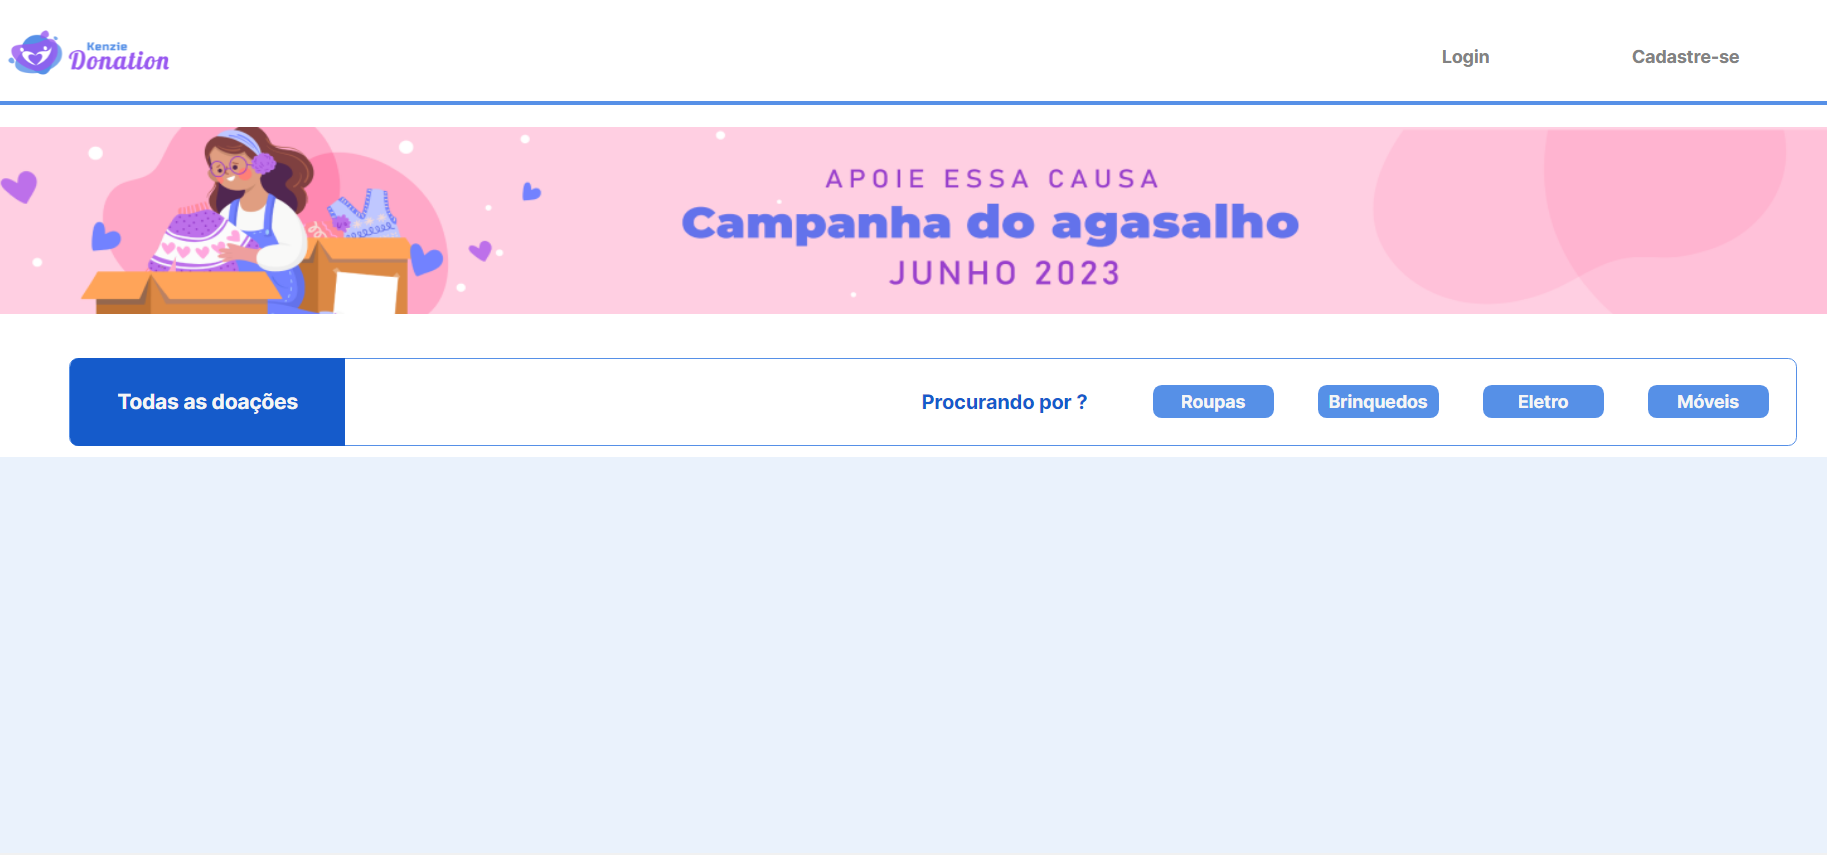 Kenzie
Donation
Login
Cadastre-se
APOIE ESSA CAUSA
Campanha do agasalho
JUNHO 2023
Todas as doações
Procurando por ?
Roupas
Brinquedos
Eletro
Móveis